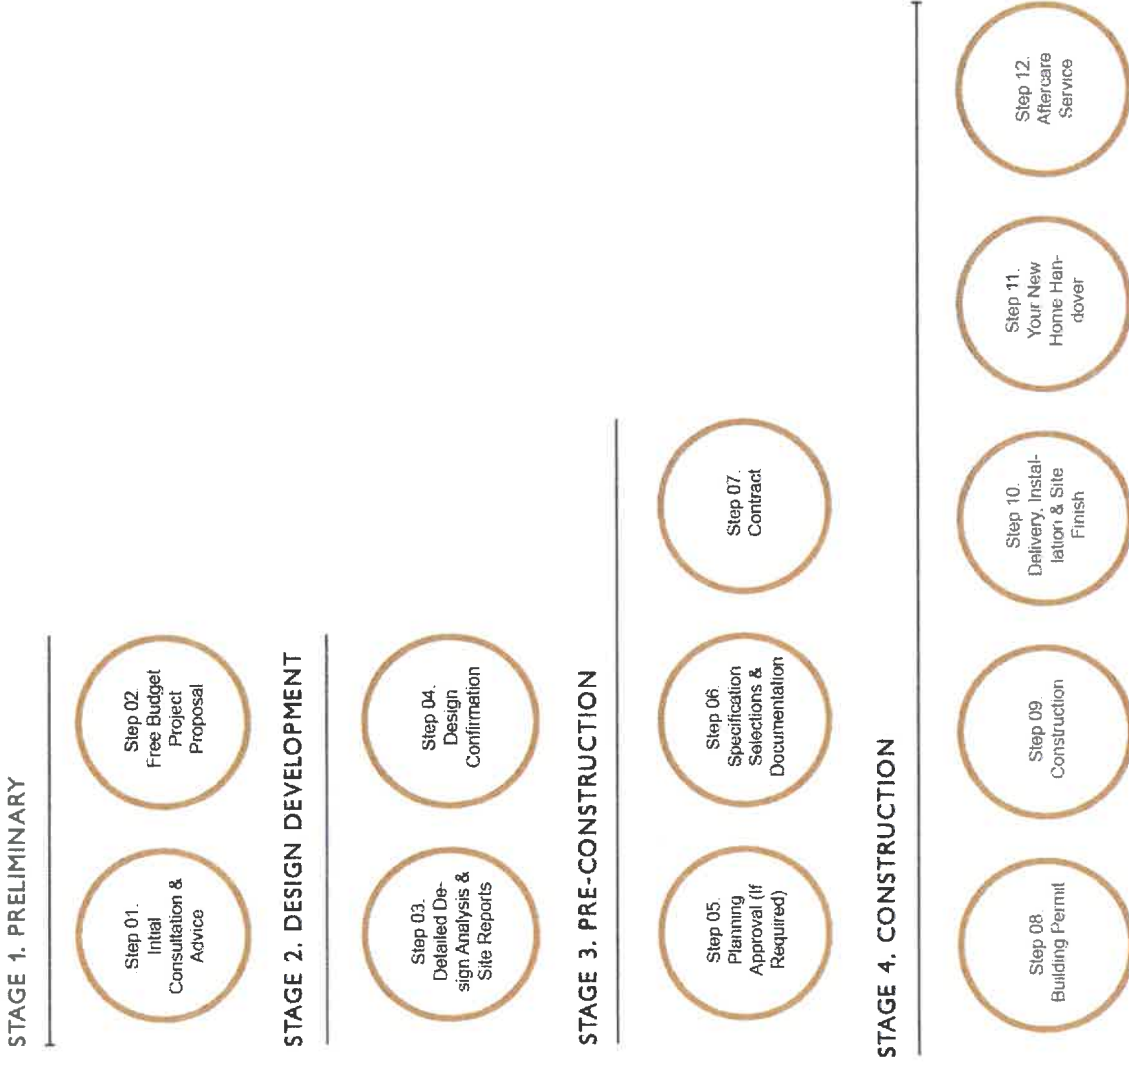 STAGE 1. PRELIMINARY
Step 01.
Intial
Consultation &
Advice
Step 02.
Free Budget
Project
Proposal
STAGE 2. DESIGN DEVELOPMENT
Step 03.
Detailed De-
sign Analysis &
Site Reports
Step 04.
Design
Confirmation
STAGE 3. PRE-CONSTRUCTION
Step 05.
Planning
Approval (If
Required)
Step 06.
Specification
Selections &
Documentation
Step 07.
Contract
STAGE 4. CONSTRUCTION
Step 08.
Building Permit
Step 09.
Construction
Step 10.
Delivery, Instal-
lation & Site
Finish
Step 11.
Your New
Home Han-
dover
Step 12.
Aftercare
Service